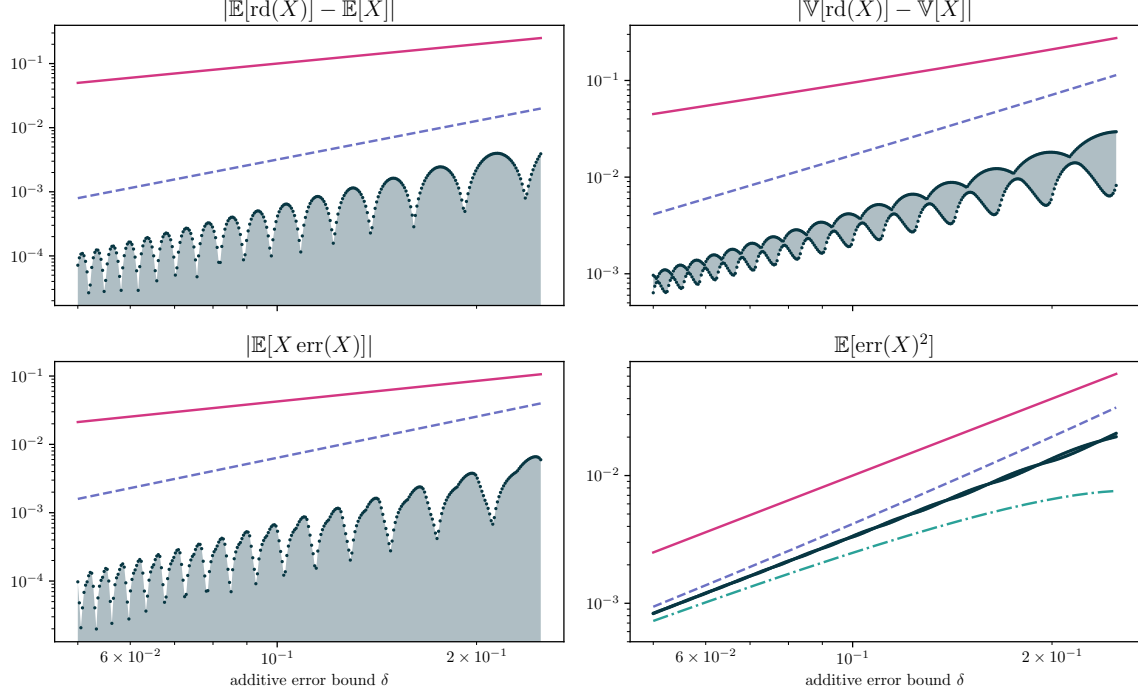 |𝔼[rd(X)] − 𝔼[X]|
10⁻¹
10⁻²
10⁻³
10⁻⁴
|𝕍[rd(X)] − 𝕍[X]|
10⁻¹
10⁻²
10⁻³
|𝔼[X err(X)]|
10⁻¹
10⁻²
10⁻³
10⁻⁴
6 × 10⁻²
10⁻¹
2 × 10⁻¹
additive error bound δ
𝔼[err(X)²]
10⁻²
10⁻³
6 × 10⁻²
10⁻¹
2 × 10⁻¹
additive error bound δ